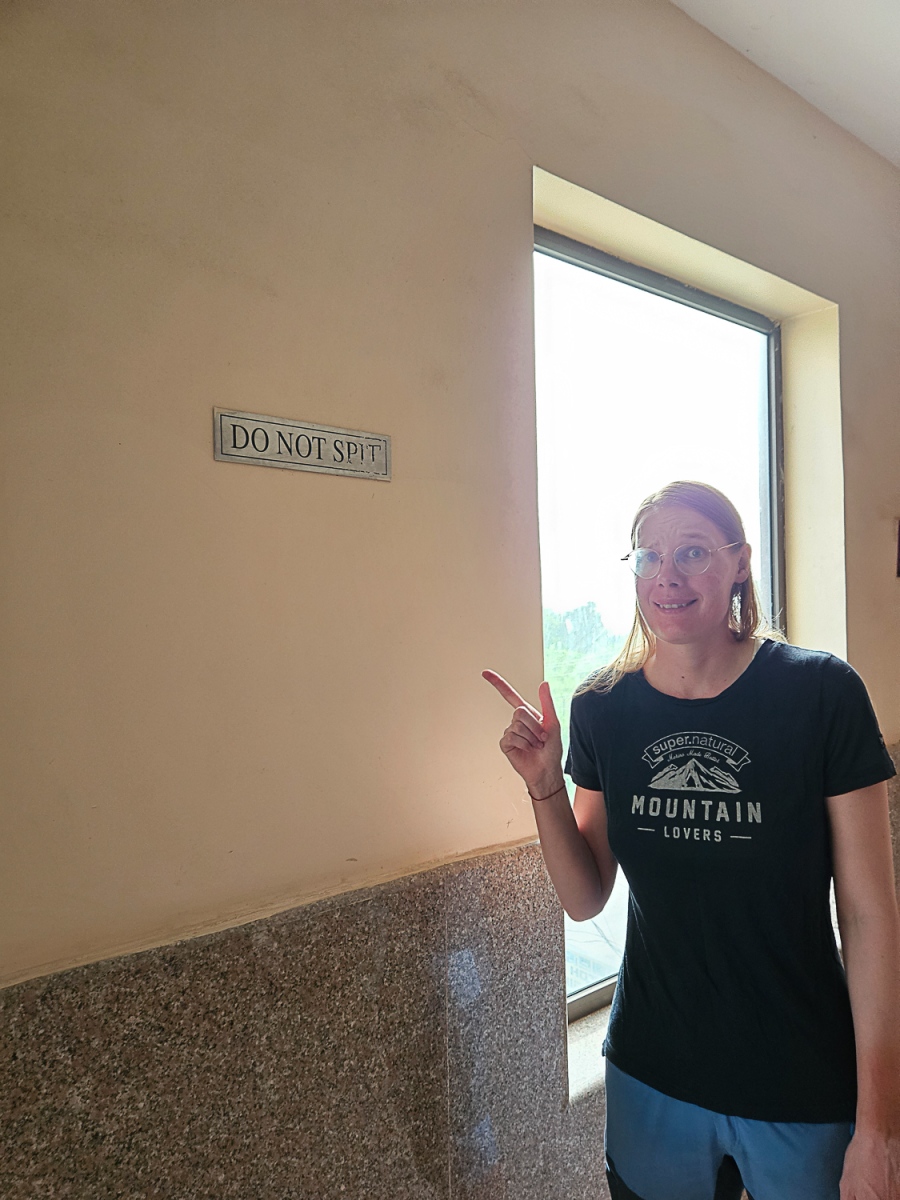 DO NOT SPIT
super.natural
MOUNTAIN
LOVERS